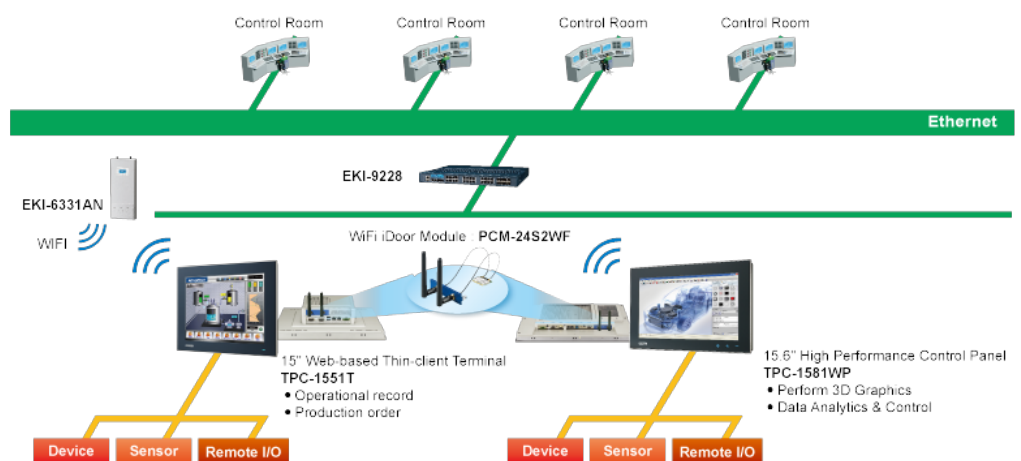 Control Room
Control Room
Control Room
Control Room
Ethernet
EKI-9228
EKI-6331AN
WIFI
WiFi iDoor Module : PCM-24S2WF
15" Web-based Thin-client Terminal
TPC-1551T
• Operational record
• Production order
15.6" High Performance Control Panel
TPC-1581WP
• Perform 3D Graphics
• Data Analytics & Control
Device
Sensor
Remote I/O
Device
Sensor
Remote I/O